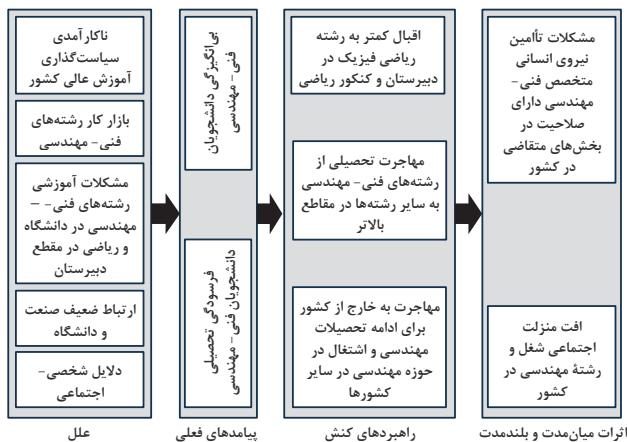 ناکارآمدی
سیاست‌گذاری
آموزش عالی کشور
بازار کار رشته‌های
فنی - مهندسی
مشکلات آموزشی
رشته‌های فنی - –
مهندسی در دانشگاه
و ریاضی در مقطع
دبیرستان
ارتباط ضعیف صنعت
و دانشگاه
دلایل شخصی-
اجتماعی
علل
بی‌انگیزگی دانشجویان
فنی - مهندسی
فرسودگی تحصیلی
دانشجویان فنی - مهندسی
پیامدهای فعلی
اقبال کمتر به رشته
ریاضی فیزیک در
دبیرستان و کنکور ریاضی
مهاجرت تحصیلی از
رشته‌های فنی - مهندسی
به سایر رشته‌ها در مقاطع
بالاتر
مهاجرت به خارج از کشور
برای ادامه تحصیلات
مهندسی و اشتغال در
حوزه مهندسی در سایر
کشورها
راهبردهای کنش
مشکلات تأامین
نیروی انسانی
متخصص فنی -
مهندسی دارای
صلاحیت در
بخش‌های متقاضی
در کشور
افت منزلت
اجتماعی شغل و
رشتهٔ مهندسی در
کشور
اثرات میان‌مدت و بلندمدت